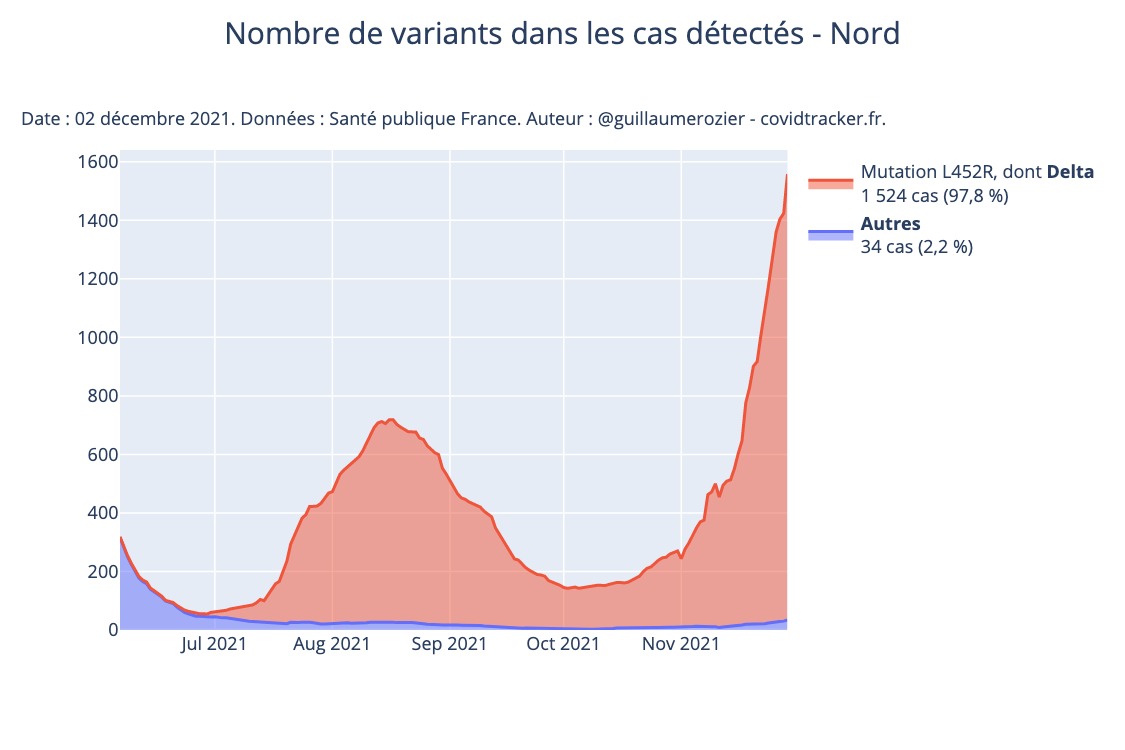 Nombre de variants dans les cas détectés - Nord
Date : 02 décembre 2021. Données : Santé publique France. Auteur : @guillaumerozier - covidtracker.fr.
1600
1400
1200
1000
800
600
400
200
0
Jul 2021
Aug 2021
Sep 2021
Oct 2021
Nov 2021
Mutation L452R, dont Delta
1 524 cas (97,8 %)
Autres
34 cas (2,2 %)